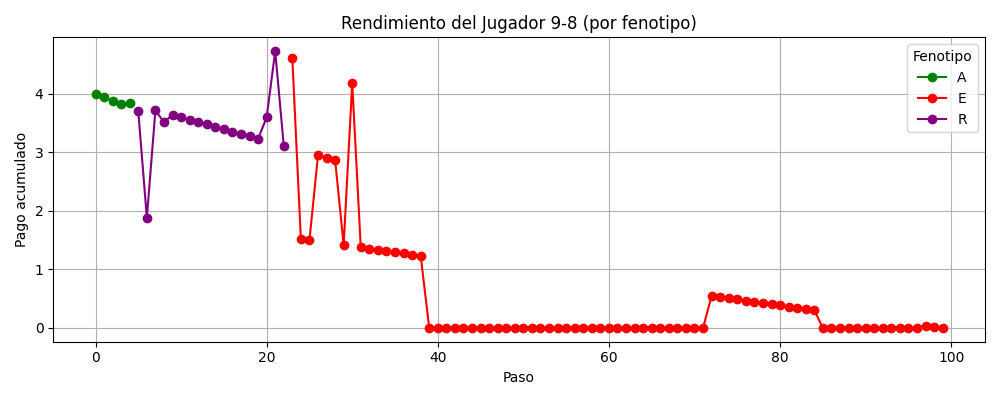 Rendimiento del Jugador 9-8 (por fenotipo)
Pago acumulado
4
3
2
1
0
0
20
40
60
80
100
Paso
Fenotipo
A
E
R